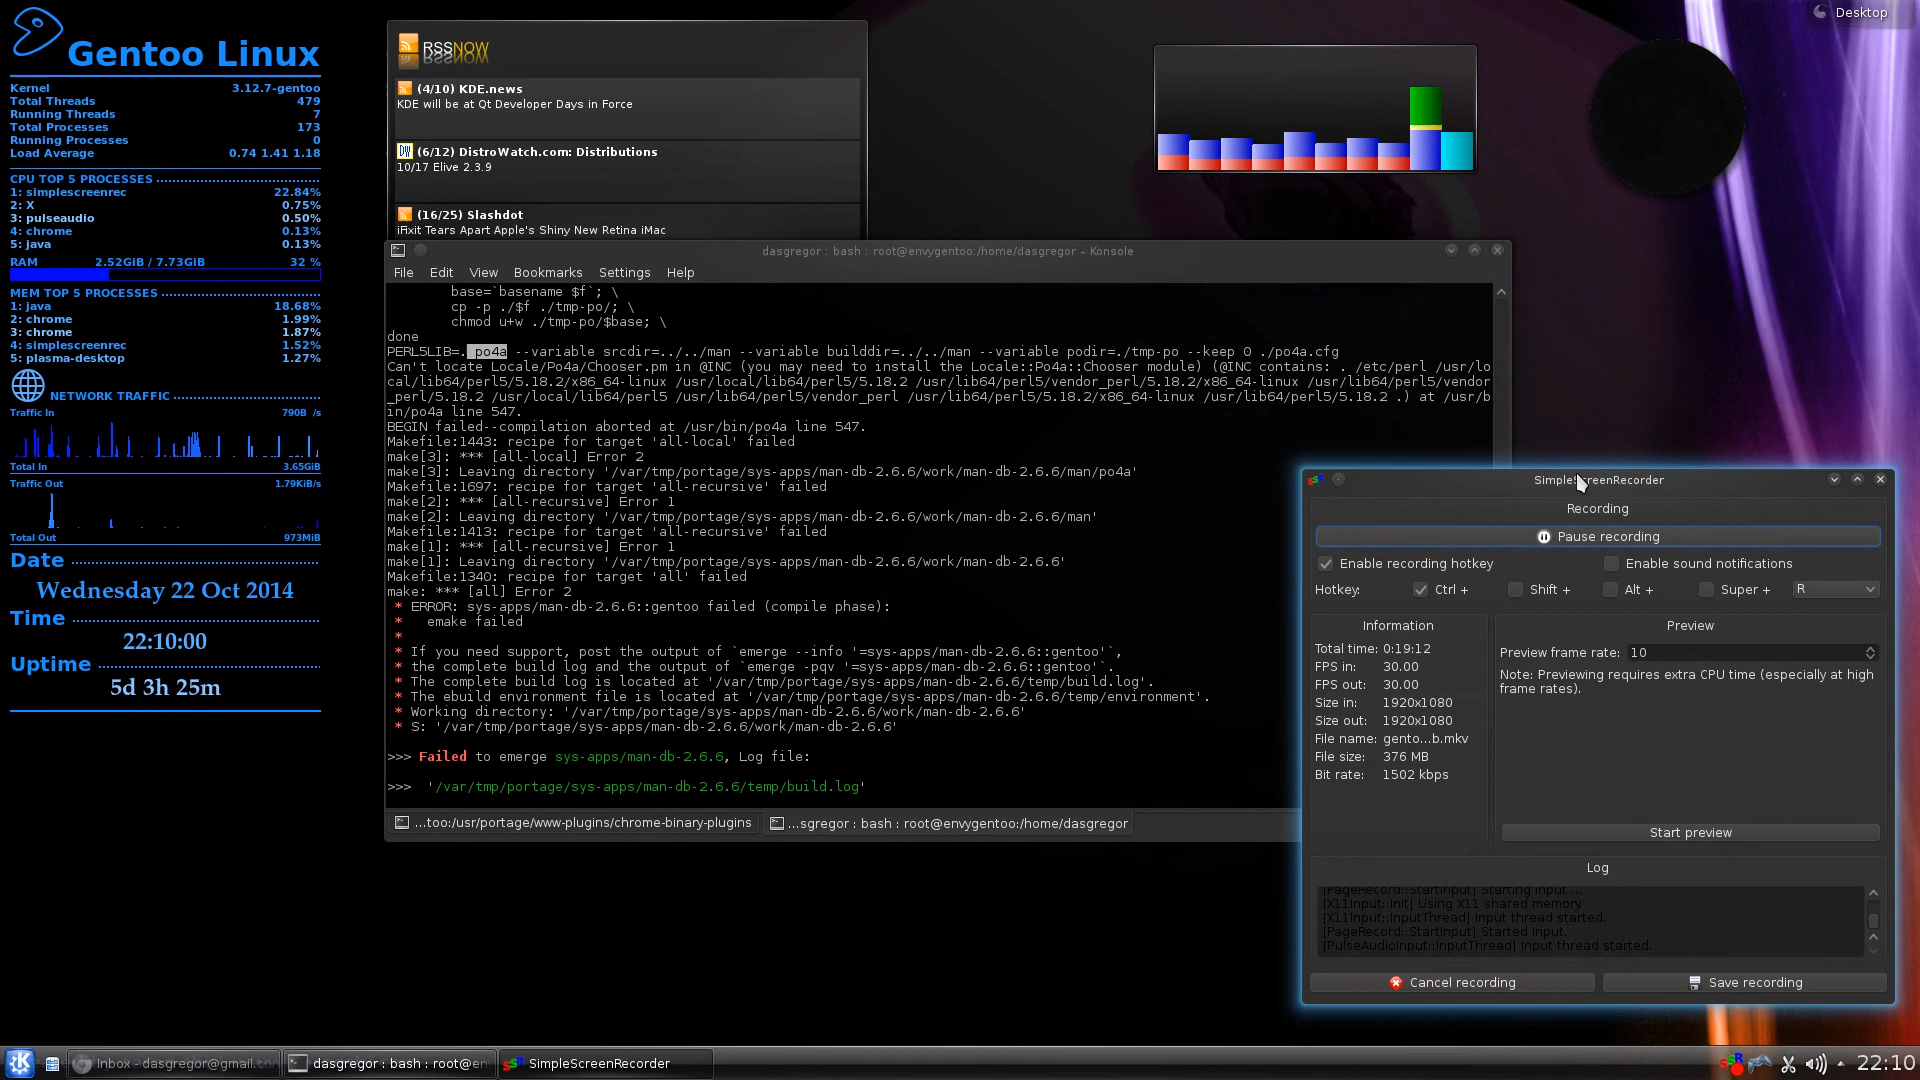 Gentoo Linux
Kernel 3.12.7-gentoo
Total Threads 479
Running Threads 7
Total Processes 173
Running Processes 0
Load Average 0.74 1.41 1.18
CPU TOP 5 PROCESSES
1: simplescreenrec 22.84%
2: X 0.75%
3: pulseaudio 0.50%
4: chrome 0.13%
5: java 0.13%
RAM 2.52GiB / 7.73GiB 32 %
MEM TOP 5 PROCESSES
1: java 18.68%
2: chrome 1.99%
3: chrome 1.87%
4: simplescreenrec 1.52%
5: plasma-desktop 1.27%
NETWORK TRAFFIC
Traffic In 790B /s
Total In 3.65GiB
Traffic Out 1.79KiB/s
Total Out 973MiB
Date
Wednesday 22 Oct 2014
Time
22:10:00
Uptime
5d 3h 25m
RSSNOW
(4/10) KDE.news
KDE will be at Qt Developer Days in Force
DW (6/12) DistroWatch.com: Distributions
10/17 Elive 2.3.9
(16/25) Slashdot
iFixit Tears Apart Apple's Shiny New Retina iMac
Desktop
dasgregor : bash : root@envygentoo:/home/dasgregor – Konsole
File Edit View Bookmarks Settings Help
base=`basename $f`; \
cp -p ./$f ./tmp-po/; \
chmod u+w ./tmp-po/$base; \
done
PERL5LIB=. po4a --variable srcdir=../../man --variable builddir=../../man --variable podir=./tmp-po --keep 0 ./po4a.cfg
Can't locate Locale/Po4a/Chooser.pm in @INC (you may need to install the Locale::Po4a::Chooser module) (@INC contains: . /etc/perl /usr/lo
cal/lib64/perl5/5.18.2/x86_64-linux /usr/local/lib64/perl5/5.18.2 /usr/lib64/perl5/vendor_perl/5.18.2/x86_64-linux /usr/lib64/perl5/vendor
_perl/5.18.2 /usr/local/lib64/perl5 /usr/lib64/perl5/vendor_perl /usr/lib64/perl5/5.18.2/x86_64-linux /usr/lib64/perl5/5.18.2 .) at /usr/b
in/po4a line 547.
BEGIN failed--compilation aborted at /usr/bin/po4a line 547.
Makefile:1443: recipe for target 'all-local' failed
make[3]: *** [all-local] Error 2
make[3]: Leaving directory '/var/tmp/portage/sys-apps/man-db-2.6.6/work/man-db-2.6.6/man/po4a'
Makefile:1697: recipe for target 'all-recursive' failed
make[2]: *** [all-recursive] Error 1
make[2]: Leaving directory '/var/tmp/portage/sys-apps/man-db-2.6.6/work/man-db-2.6.6/man'
Makefile:1413: recipe for target 'all-recursive' failed
make[1]: *** [all-recursive] Error 1
make[1]: Leaving directory '/var/tmp/portage/sys-apps/man-db-2.6.6/work/man-db-2.6.6'
Makefile:1340: recipe for target 'all' failed
make: *** [all] Error 2
* ERROR: sys-apps/man-db-2.6.6::gentoo failed (compile phase):
* emake failed
*
* If you need support, post the output of `emerge --info '=sys-apps/man-db-2.6.6::gentoo'`,
* the complete build log and the output of `emerge -pqv '=sys-apps/man-db-2.6.6::gentoo'`.
* The complete build log is located at '/var/tmp/portage/sys-apps/man-db-2.6.6/temp/build.log'.
* The ebuild environment file is located at '/var/tmp/portage/sys-apps/man-db-2.6.6/temp/environment'.
* Working directory: '/var/tmp/portage/sys-apps/man-db-2.6.6/work/man-db-2.6.6'
* S: '/var/tmp/portage/sys-apps/man-db-2.6.6/work/man-db-2.6.6'
>>> Failed to emerge sys-apps/man-db-2.6.6, Log file:
>>> '/var/tmp/portage/sys-apps/man-db-2.6.6/temp/build.log'
...too:/usr/portage/www-plugins/chrome-binary-plugins
...sgregor : bash : root@envygentoo:/home/dasgregor
SimpleScreenRecorder
Recording
Pause recording
Enable recording hotkey Enable sound notifications
Hotkey: Ctrl + Shift + Alt + Super + R
Information
Total time: 0:19:12
FPS in: 30.00
FPS out: 30.00
Size in: 1920x1080
Size out: 1920x1080
File name: gento...b.mkv
File size: 376 MB
Bit rate: 1502 kbps
Preview
Preview frame rate: 10
Note: Previewing requires extra CPU time (especially at high
frame rates).
Start preview
Log
[PageRecord::StartInput] Starting input ...
[X11Input::Init] Using X11 shared memory.
[X11Input::InputThread] Input thread started.
[PageRecord::StartInput] Started input.
[PulseAudioInput::InputThread] Input thread started.
Cancel recording Save recording
Inbox - dasgregor@gmail.co
dasgregor : bash : root@en
SSR SimpleScreenRecorder
22:10